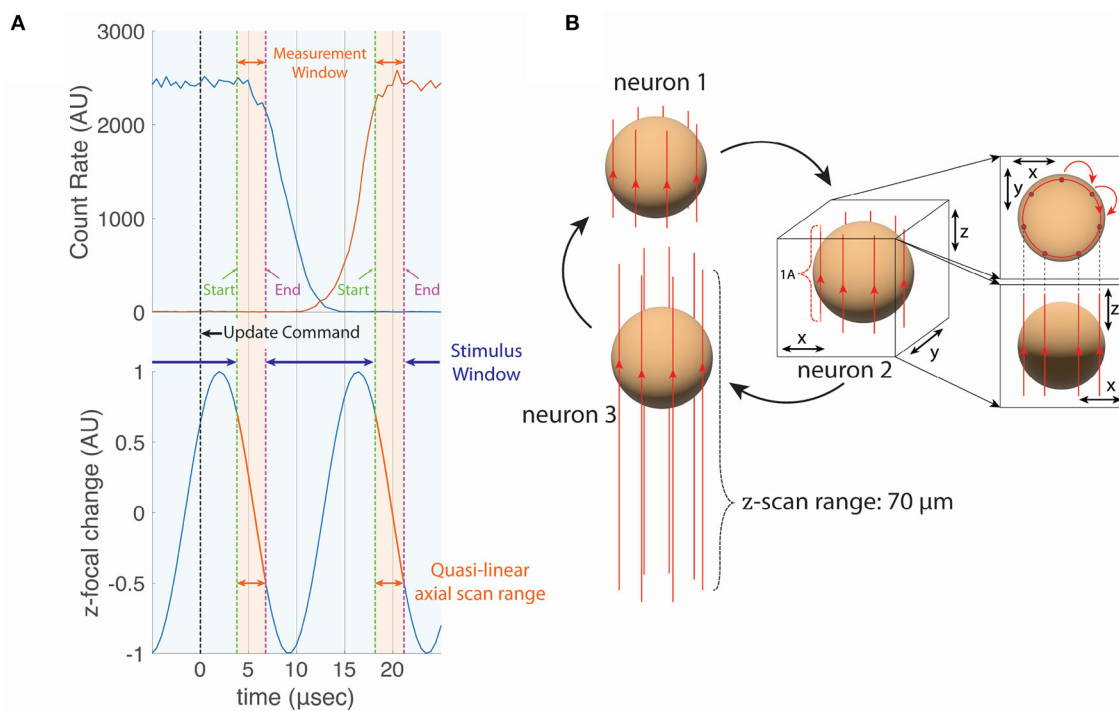 A
3000
2000
1000
0
Count Rate (AU)
Measurement
Window
Start
End
Start
End
Update Command
Stimulus
Window
1
0.5
0
-0.5
-1
z-focal change (AU)
Quasi-linear
axial scan range
0
5
10
15
20
time (μsec)
B
neuron 1
neuron 2
neuron 3
1A
z
x
y
x
y
z
x
z-scan range: 70 μm